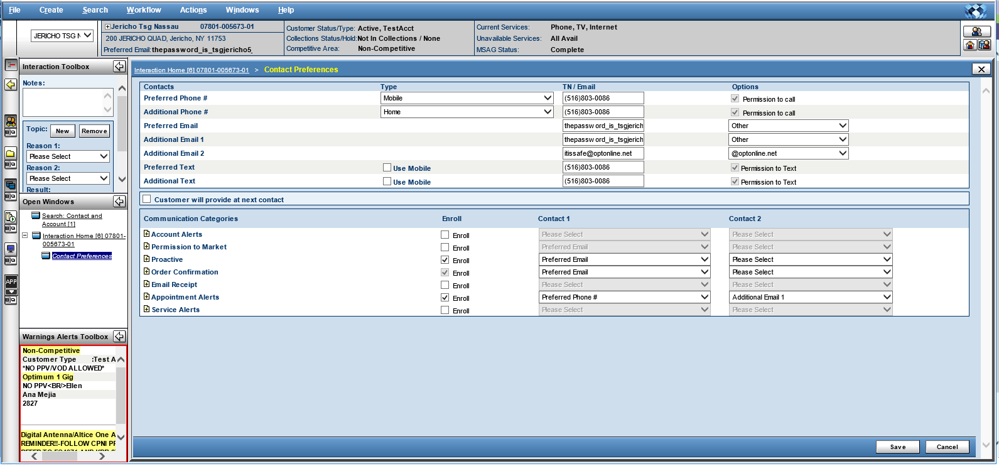 File Create Search Workflow Actions Windows Help
JERICHO TSG N
Jericho Tsg Nassau 07801-005673-01
200 JERICHO QUAD, Jericho, NY 11753
Preferred Email:thepassword_is_tsgjericho5
Customer Status/Type: Active, TestAcct
Collections Status/Hold:Not In Collections / None
Competitive Area: Non-Competitive
Current Services: Phone, TV, Internet
Unavailable Services: All Avail
MSAG Status: Complete
Interaction Toolbox
Notes:
Topic: New Remove
Reason 1:
Please Select
Reason 2:
Please Select
Result:
Open Windows
Search: Contact and
Account [1]
Interaction Home [6] 07801-
005673-01
Contact Preferences
APP
Warnings Alerts Toolbox
Non-Competitive
Customer Type :Test A
*NO PPV/VOD ALLOWED*
Optimum 1 Gig
NO PPV<BR/>Ellen
Ana Mejia
2827
Digital Antenna/Altice One A
REMINDER!!-FOLLOW CPNI PF
Interaction Home [6] 07801-005673-01 > Contact Preferences
Contacts Type TN / Email Options
Preferred Phone # Mobile (516)803-0086 Permission to call
Additional Phone # Home (516)803-0086 Permission to call
Preferred Email thepassword_is_tsgjerich Other
Additional Email 1 thepassword_is_tsgjerich Other
Additional Email 2 itissafe@optonline.net @optonline.net
Preferred Text Use Mobile (516)803-0086 Permission to Text
Additional Text Use Mobile (516)803-0086 Permission to Text
Customer will provide at next contact
Communication Categories Enroll Contact 1 Contact 2
Account Alerts Enroll Please Select Please Select
Permission to Market Enroll Preferred Email Please Select
Proactive Enroll Preferred Email Please Select
Order Confirmation Enroll Preferred Email Please Select
Email Receipt Enroll Please Select Please Select
Appointment Alerts Enroll Preferred Phone # Additional Email 1
Service Alerts Enroll Please Select Please Select
Save Cancel